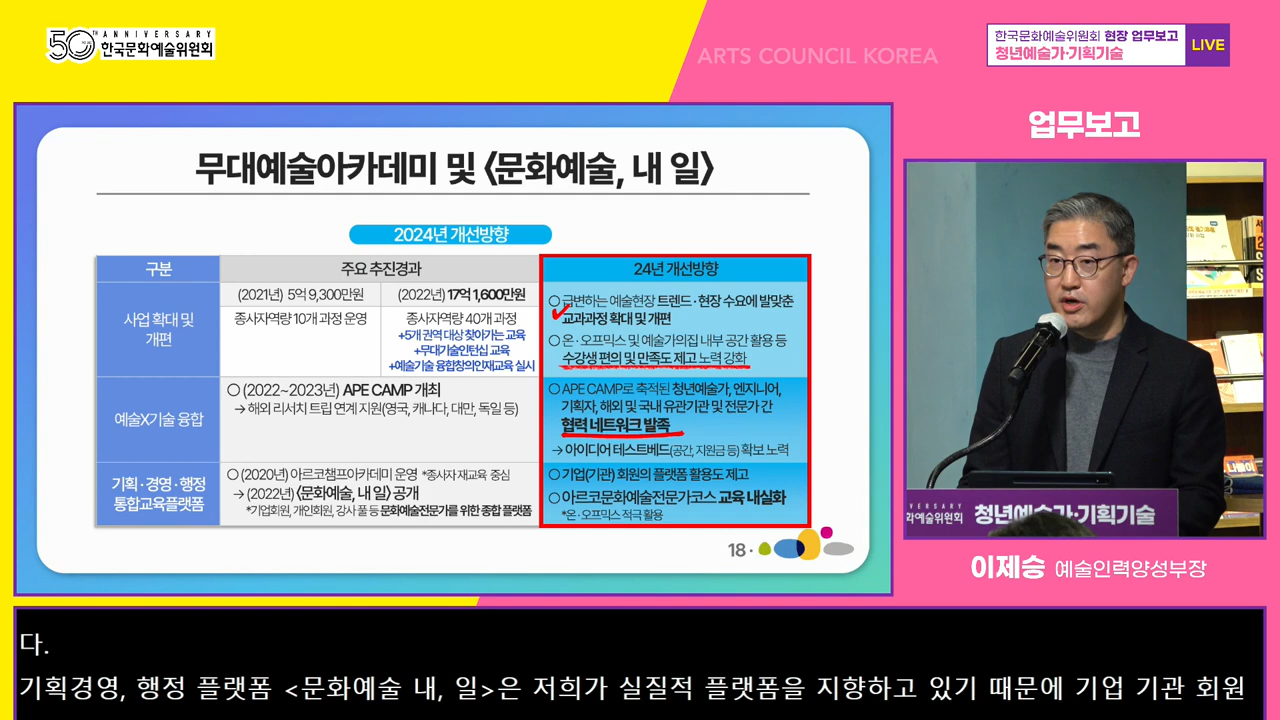 50TH ANNIVERSARY
한국문화예술위원회
ARTS COUNCIL KOREA
한국문화예술위원회 현장 업무보고
청년예술가·기획기술
LIVE
업무보고
무대예술아카데미 및 〈문화예술, 내 일〉
2024년 개선방향
구분
주요 추진경과
24년 개선방향
사업 확대 및
개편
(2021년) 5억 9,300만원
(2022년) 17억 1,600만원
종사자역량 10개 과정 운영
종사자역량 40개 과정
+5개 권역 대상 찾아가는 교육
+무대기술인턴십 교육
+예술기술 융합창의인재교육 실시
○ 급변하는 예술현장 트렌드·현장 수요에 발맞춘
교과과정 확대 및 개편
○ 온·오프믹스 및 예술가의집 내부 공간 활용 등
수강생 편의 및 만족도 제고 노력 강화
예술X기술 융합
○ (2022~2023년) APE CAMP 개최
→ 해외 리서치 트립 연계 지원(영국, 캐나다, 대만, 독일 등)
○ APE CAMP로 축적된 청년예술가, 엔지니어,
기획자, 해외 및 국내 유관기관 및 전문가 간
협력 네트워크 발족
→ 아이디어 테스트베드(공간, 지원금 등) 확보 노력
기획·경영·행정
통합교육플랫폼
○ (2020년) 아르코챔프아카데미 운영 *종사자 재교육 중심
→ (2022년) 〈문화예술, 내 일〉 공개
*기업회원, 개인회원, 강사 풀 등 문화예술전문가를 위한 종합 플랫폼
○ 기업(기관) 회원의 플랫폼 활용도 제고
○ 아르코문화예술전문가코스 교육 내실화
*온·오프믹스 적극 활용
18 ·
VERSARY
화예술위원회
청년예술가·기획기술
이제승 예술인력양성부장
다.
기획경영, 행정 플랫폼 <문화예술 내, 일>은 저희가 실질적 플랫폼을 지향하고 있기 때문에 기업 기관 회원